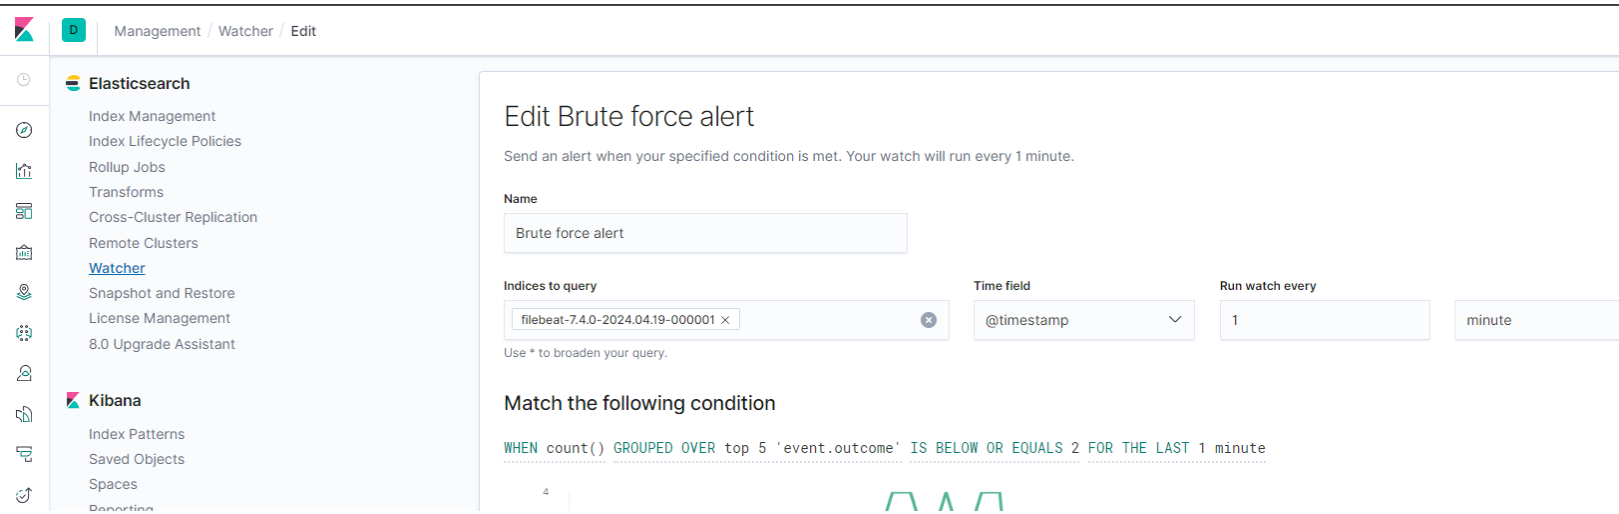 D Management / Watcher / Edit
Elasticsearch
Index Management
Index Lifecycle Policies
Rollup Jobs
Transforms
Cross-Cluster Replication
Remote Clusters
Watcher
Snapshot and Restore
License Management
8.0 Upgrade Assistant
Kibana
Index Patterns
Saved Objects
Spaces
Reporting
Edit Brute force alert
Send an alert when your specified condition is met. Your watch will run every 1 minute.
Name
Brute force alert
Indices to query Time field Run watch every
filebeat-7.4.0-2024.04.19-000001 × @timestamp 1 minute
Use * to broaden your query.
Match the following condition
WHEN count() GROUPED OVER top 5 'event.outcome' IS BELOW OR EQUALS 2 FOR THE LAST 1 minute
4